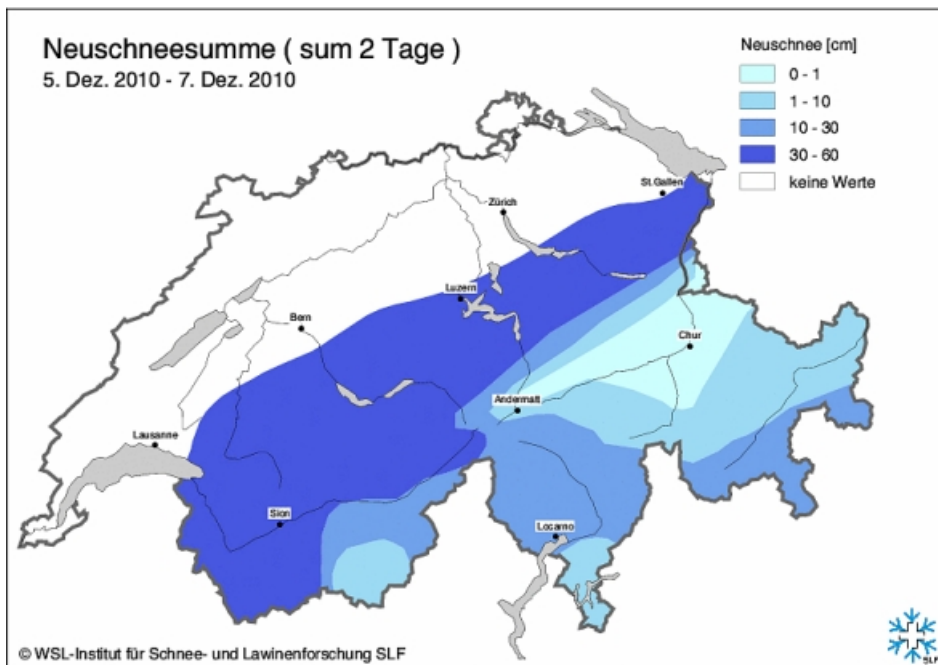 Neuschneesumme ( sum 2 Tage )
5. Dez. 2010 - 7. Dez. 2010
Neuschnee [cm]
0 - 1
1 - 10
10 - 30
30 - 60
keine Werte
St.Gallen
Zürich
Luzern
Bern
Chur
Andermatt
Lausanne
Sion
Locarno
© WSL-Institut für Schnee- und Lawinenforschung SLF
SLF